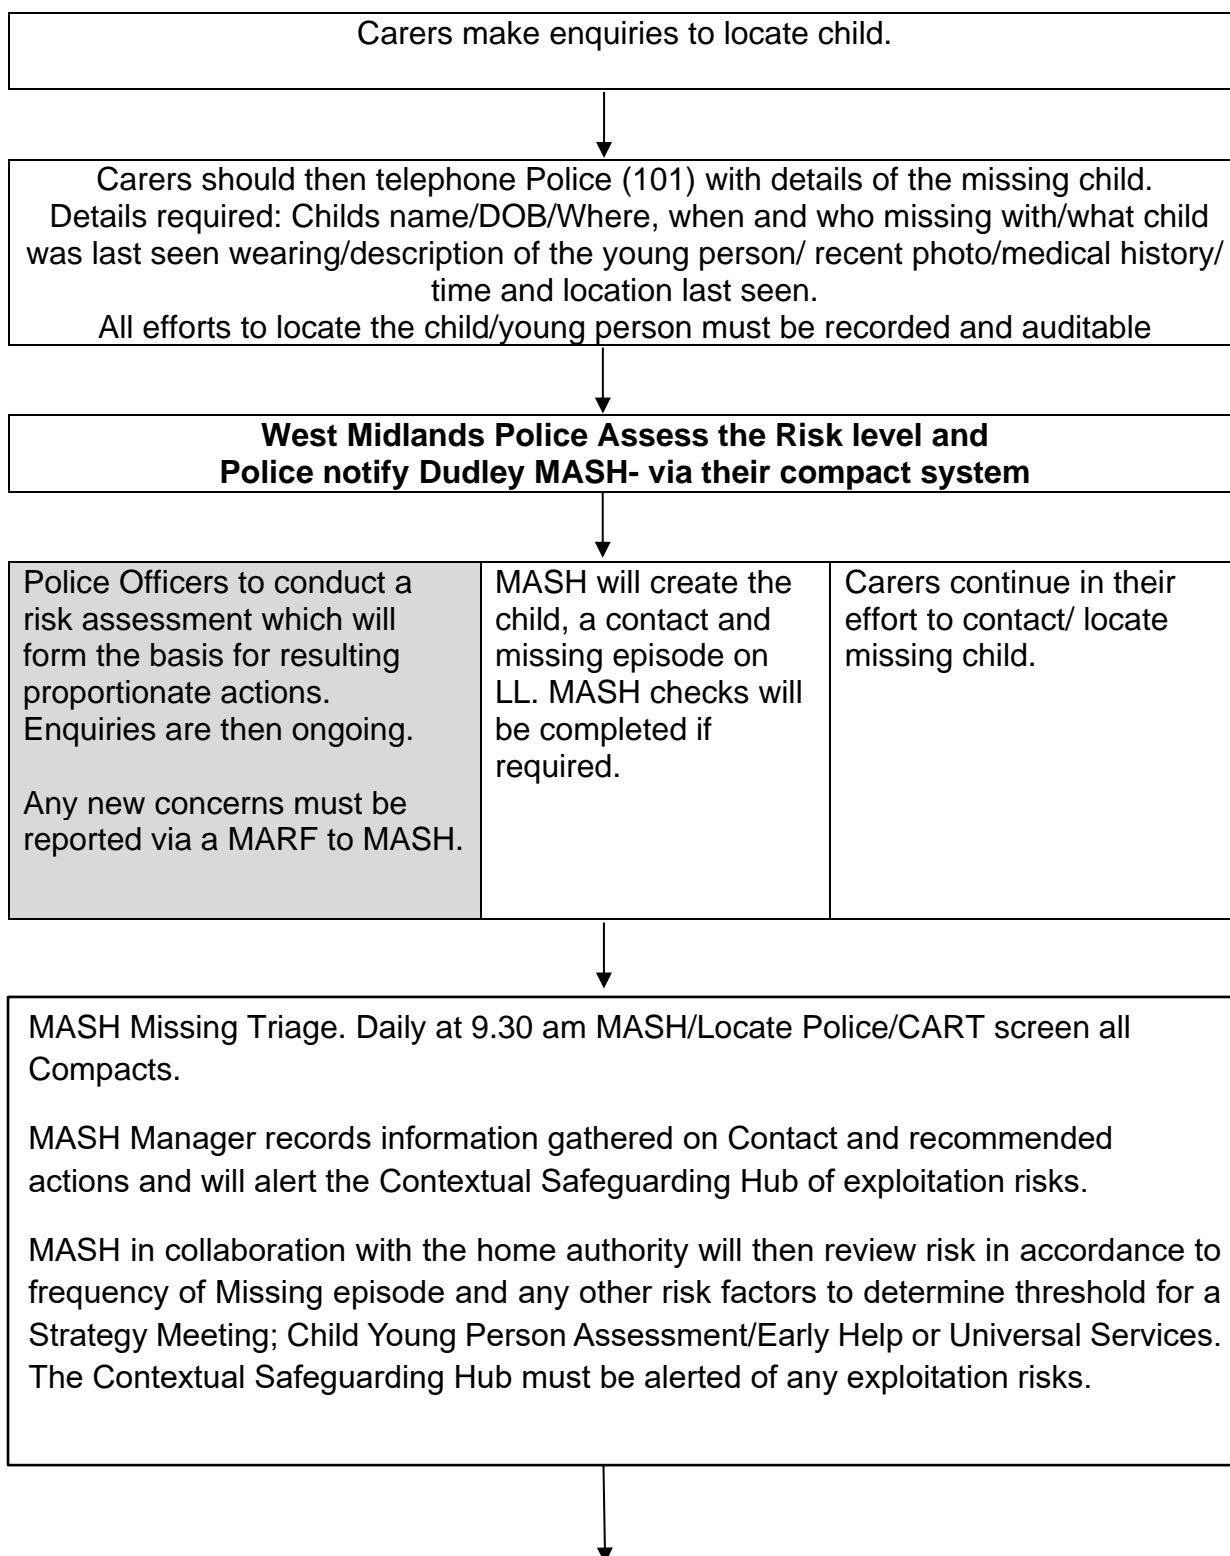 Carers make enquiries to locate child.
Carers should then telephone Police (101) with details of the missing child.
Details required: Childs name/DOB/Where, when and who missing with/what child
was last seen wearing/description of the young person/ recent photo/medical history/
time and location last seen.
All efforts to locate the child/young person must be recorded and auditable
West Midlands Police Assess the Risk level and
Police notify Dudley MASH- via their compact system
Police Officers to conduct a
risk assessment which will
form the basis for resulting
proportionate actions.
Enquiries are then ongoing.
Any new concerns must be
reported via a MARF to MASH.
MASH will create the
child, a contact and
missing episode on
LL. MASH checks will
be completed if
required.
Carers continue in their
effort to contact/ locate
missing child.
MASH Missing Triage. Daily at 9.30 am MASH/Locate Police/CART screen all
Compacts.
MASH Manager records information gathered on Contact and recommended
actions and will alert the Contextual Safeguarding Hub of exploitation risks.
MASH in collaboration with the home authority will then review risk in accordance to
frequency of Missing episode and any other risk factors to determine threshold for a
Strategy Meeting; Child Young Person Assessment/Early Help or Universal Services.
The Contextual Safeguarding Hub must be alerted of any exploitation risks.